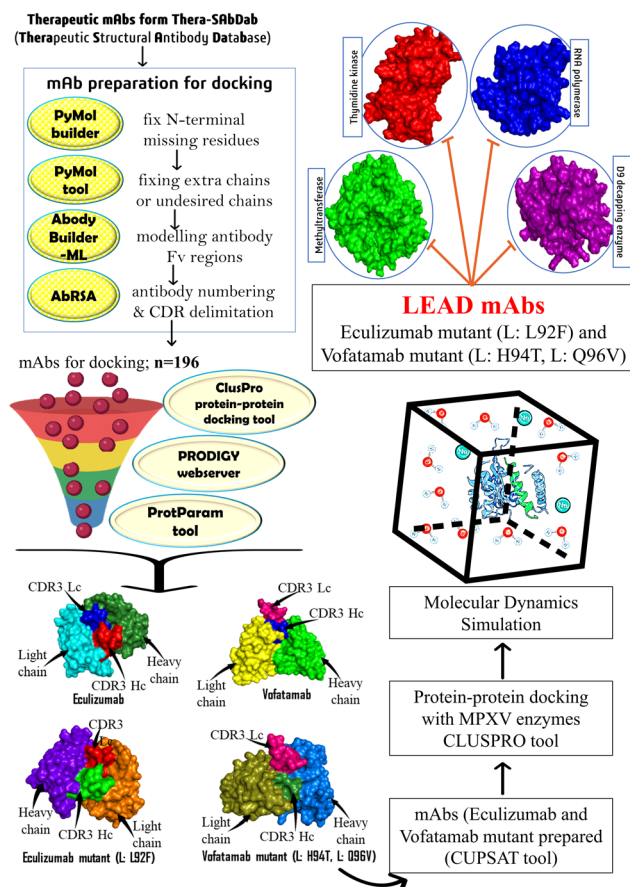 Therapeutic mAbs form Thera-SAbDab
(Therapeutic Structural Antibody Database)
mAb preparation for docking
PyMol
builder
fix N-terminal
missing residues
PyMol
tool
fixing extra chains
or undesired chains
Abody
Builder
-ML
modelling antibody
Fv regions
AbRSA
antibody numbering
& CDR delimitation
mAbs for docking; n=196
ClusPro
protein-protein
docking tool
PRODIGY
webserver
ProtParam
tool
CDR3 Lc
Light
chain
CDR3 Hc
Heavy
chain
Eculizumab
CDR3 Lc
CDR3 Hc
Light
chain
Heavy
chain
Vofatamab
CDR3
Lc
Heavy
chain
CDR3 Hc
Light
chain
Eculizumab mutant (L: L92F)
CDR3 Lc
Light
chain
CDR3 Hc
Heavy
chain
Vofatamab mutant (L: H94T, L: Q96V)
Thymidine kinase
RNA polymerase
Methyltransferase
D9 decapping enzyme
LEAD mAbs
Eculizumab mutant (L: L92F) and
Vofatamab mutant (L: H94T, L: Q96V)
Molecular Dynamics
Simulation
Protein-protein docking
with MPXV enzymes
CLUSPRO tool
mAbs (Eculizumab and
Vofatamab mutant prepared
(CUPSAT tool)